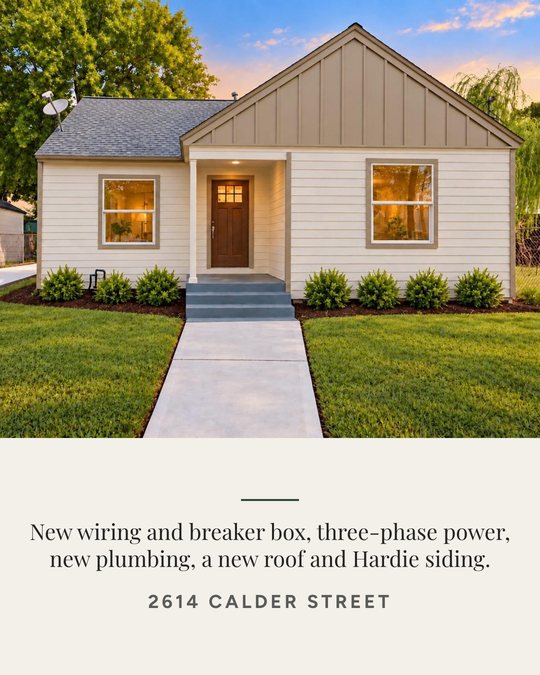 New wiring and breaker box, three-phase power,
new plumbing, a new roof and Hardie siding.
2614 CALDER STREET